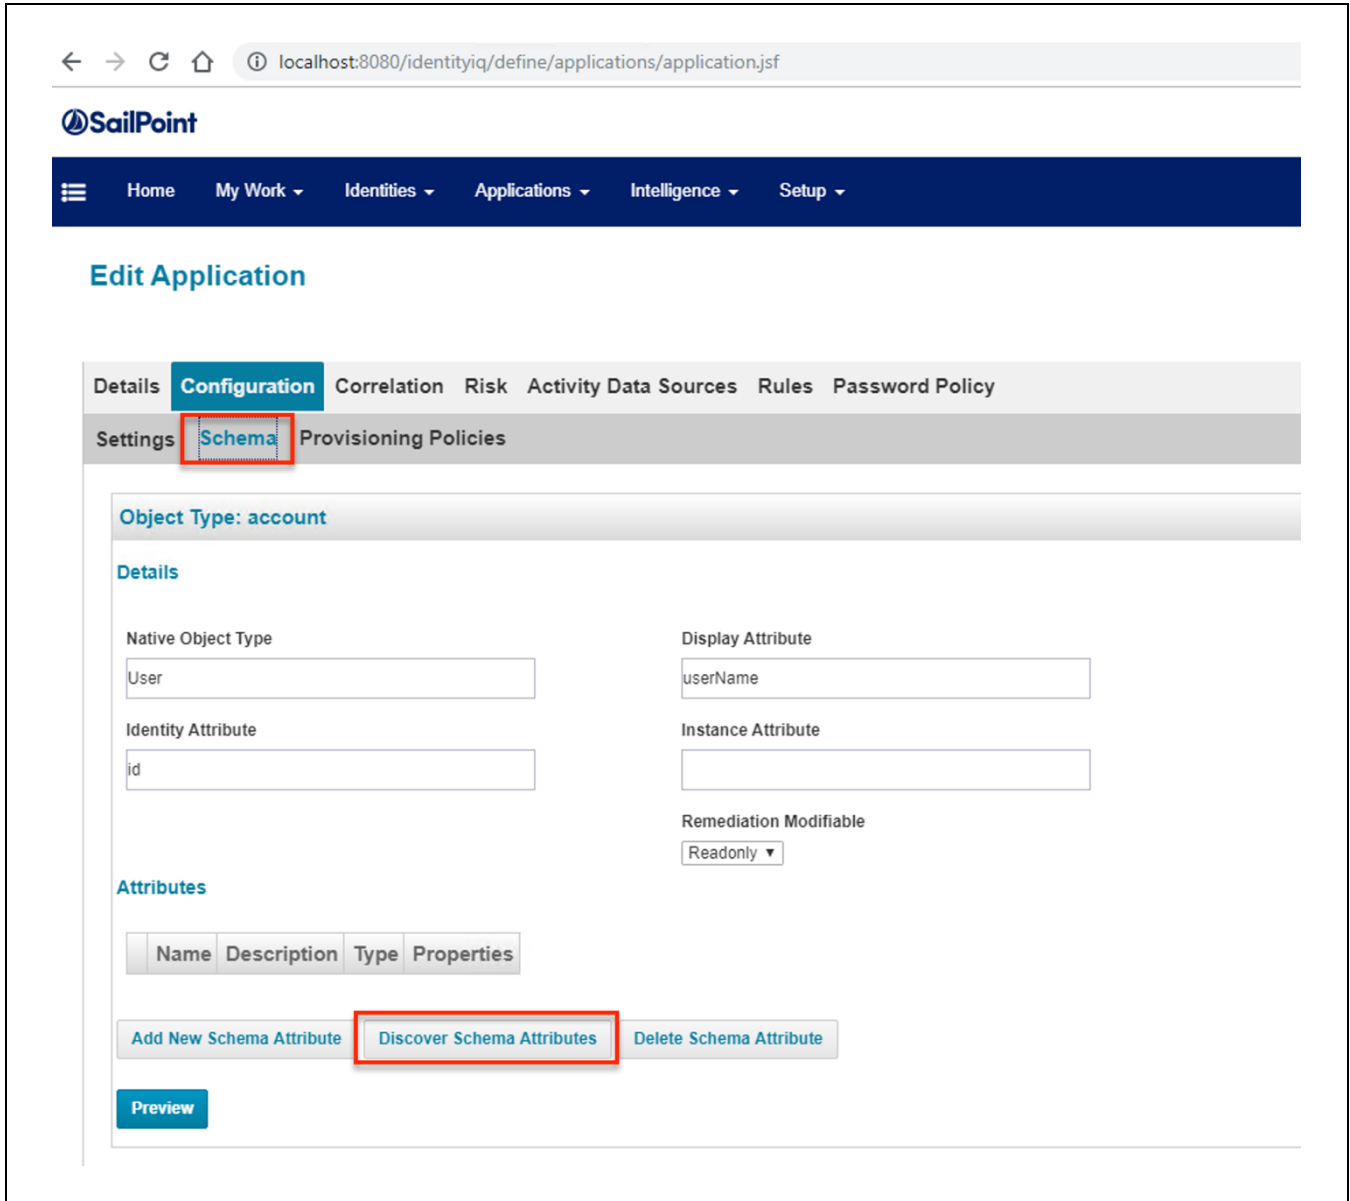 localhost:8080/identityiq/define/applications/application.jsf
SailPoint
Home My Work Identities Applications Intelligence Setup
Edit Application
Details Configuration Correlation Risk Activity Data Sources Rules Password Policy
Settings Schema Provisioning Policies
Object Type: account
Details
Native Object Type Display Attribute
User userName
Identity Attribute Instance Attribute
id
Remediation Modifiable
Readonly
Attributes
Name Description Type Properties
Add New Schema Attribute Discover Schema Attributes Delete Schema Attribute
Preview